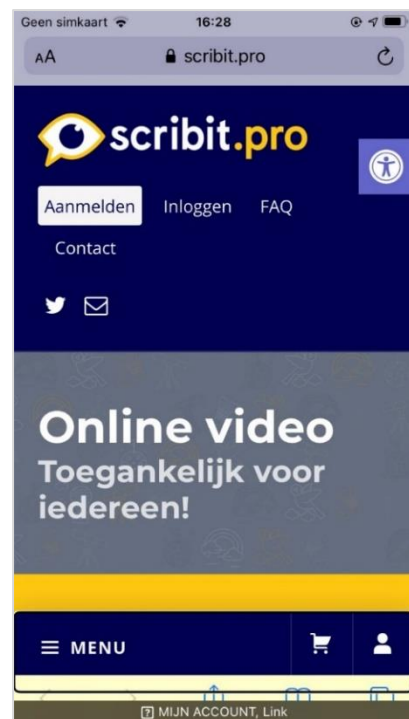 Geen simkaart 16:28
AA scribit.pro
scribit.pro
Aanmelden Inloggen FAQ
Contact
Online video
Toegankelijk voor
iedereen!
MENU
? MIJN ACCOUNT, Link